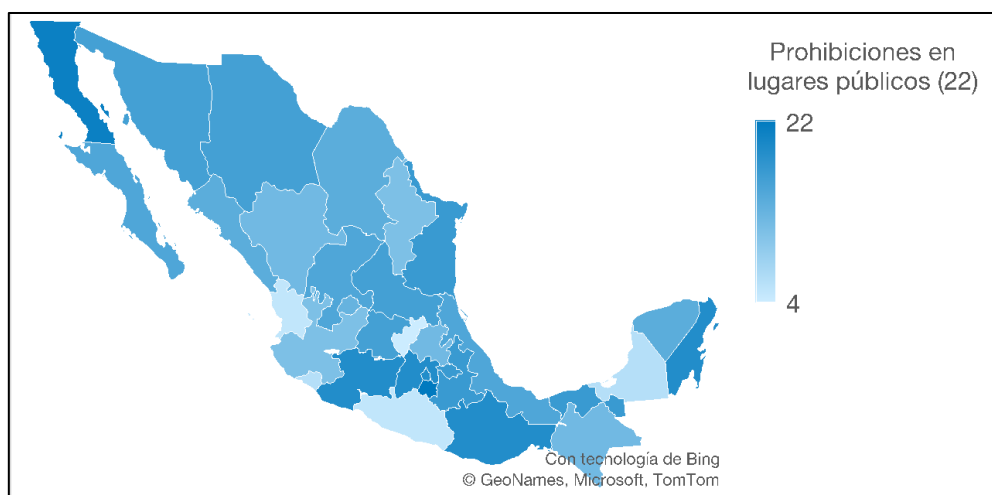 Prohibiciones en
lugares públicos (22)
22
4
Con tecnología de Bing
© GeoNames, Microsoft, TomTom